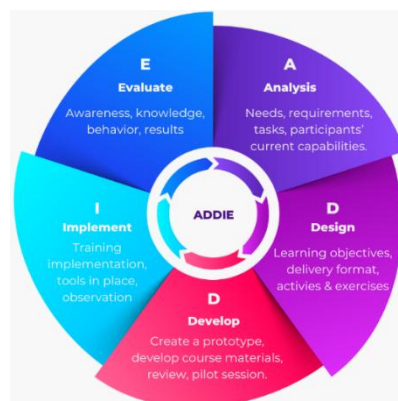 E
Evaluate
Awareness, knowledge,
behavior, results
A
Analysis
Needs, requirements,
tasks, participants'
current capabilities.
ADDIE
I
Implement
Training
implementation,
tools in place,
observation
D
Design
Learning objectives,
delivery format,
activies & exercises
D
Develop
Create a prototype,
develop course materials,
review, pilot session.